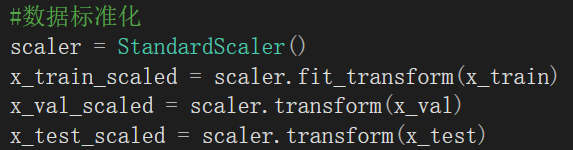 #数据标准化
scaler = StandardScaler()
x_train_scaled = scaler.fit_transform(x_train)
x_val_scaled = scaler.transform(x_val)
x_test_scaled = scaler.transform(x_test)